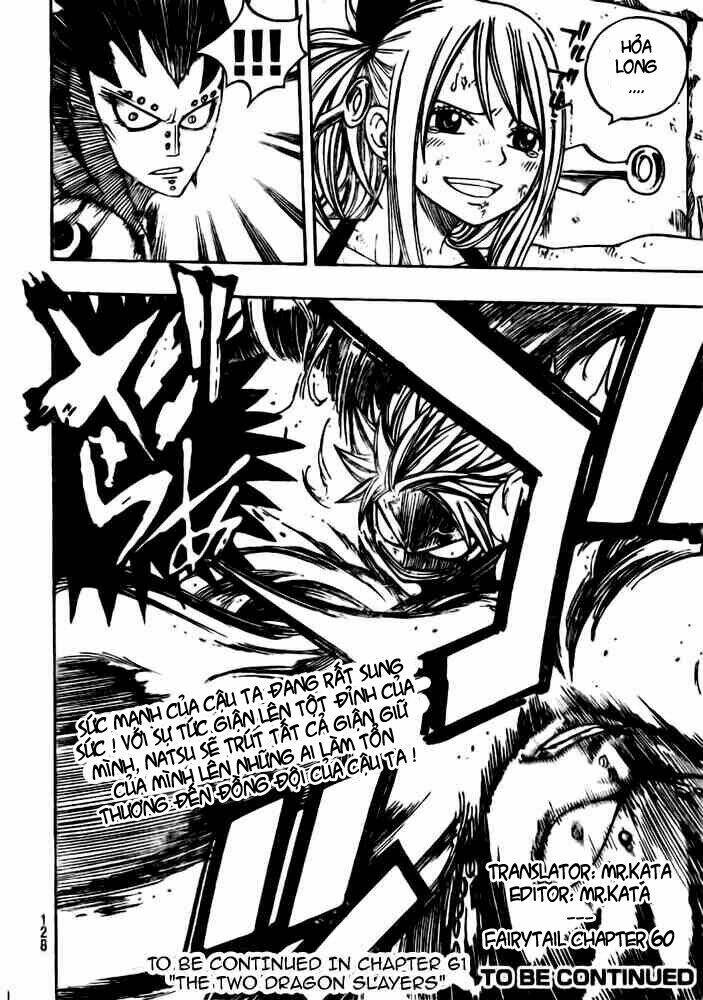 !!!
HỎA
LONG
....
メ!!
らあ
SỨC MẠNH CỦA CẬU TA ĐANG RẤT SUNG
SỨC ! VỚI SỰ TỨC GIẬN LÊN TỘT ĐỈNH CỦA
MÌNH, NATSU SẼ TRÚT TẤT CẢ GIẬN GIỮ
CỦA MÌNH LÊN NHỮNG AI LÀM TỔN
THƯƠNG ĐẾN ĐỒNG ĐỘI CỦA CẬU TA !
TRANSLATOR: MR.KATA
EDITOR: MR.KATA
---
FAIRYTAIL CHAPTER 60
128
TO BE CONTINUED IN CHAPTER 61
"THE TWO DRAGON SLAYERS"
TO BE CONTINUED